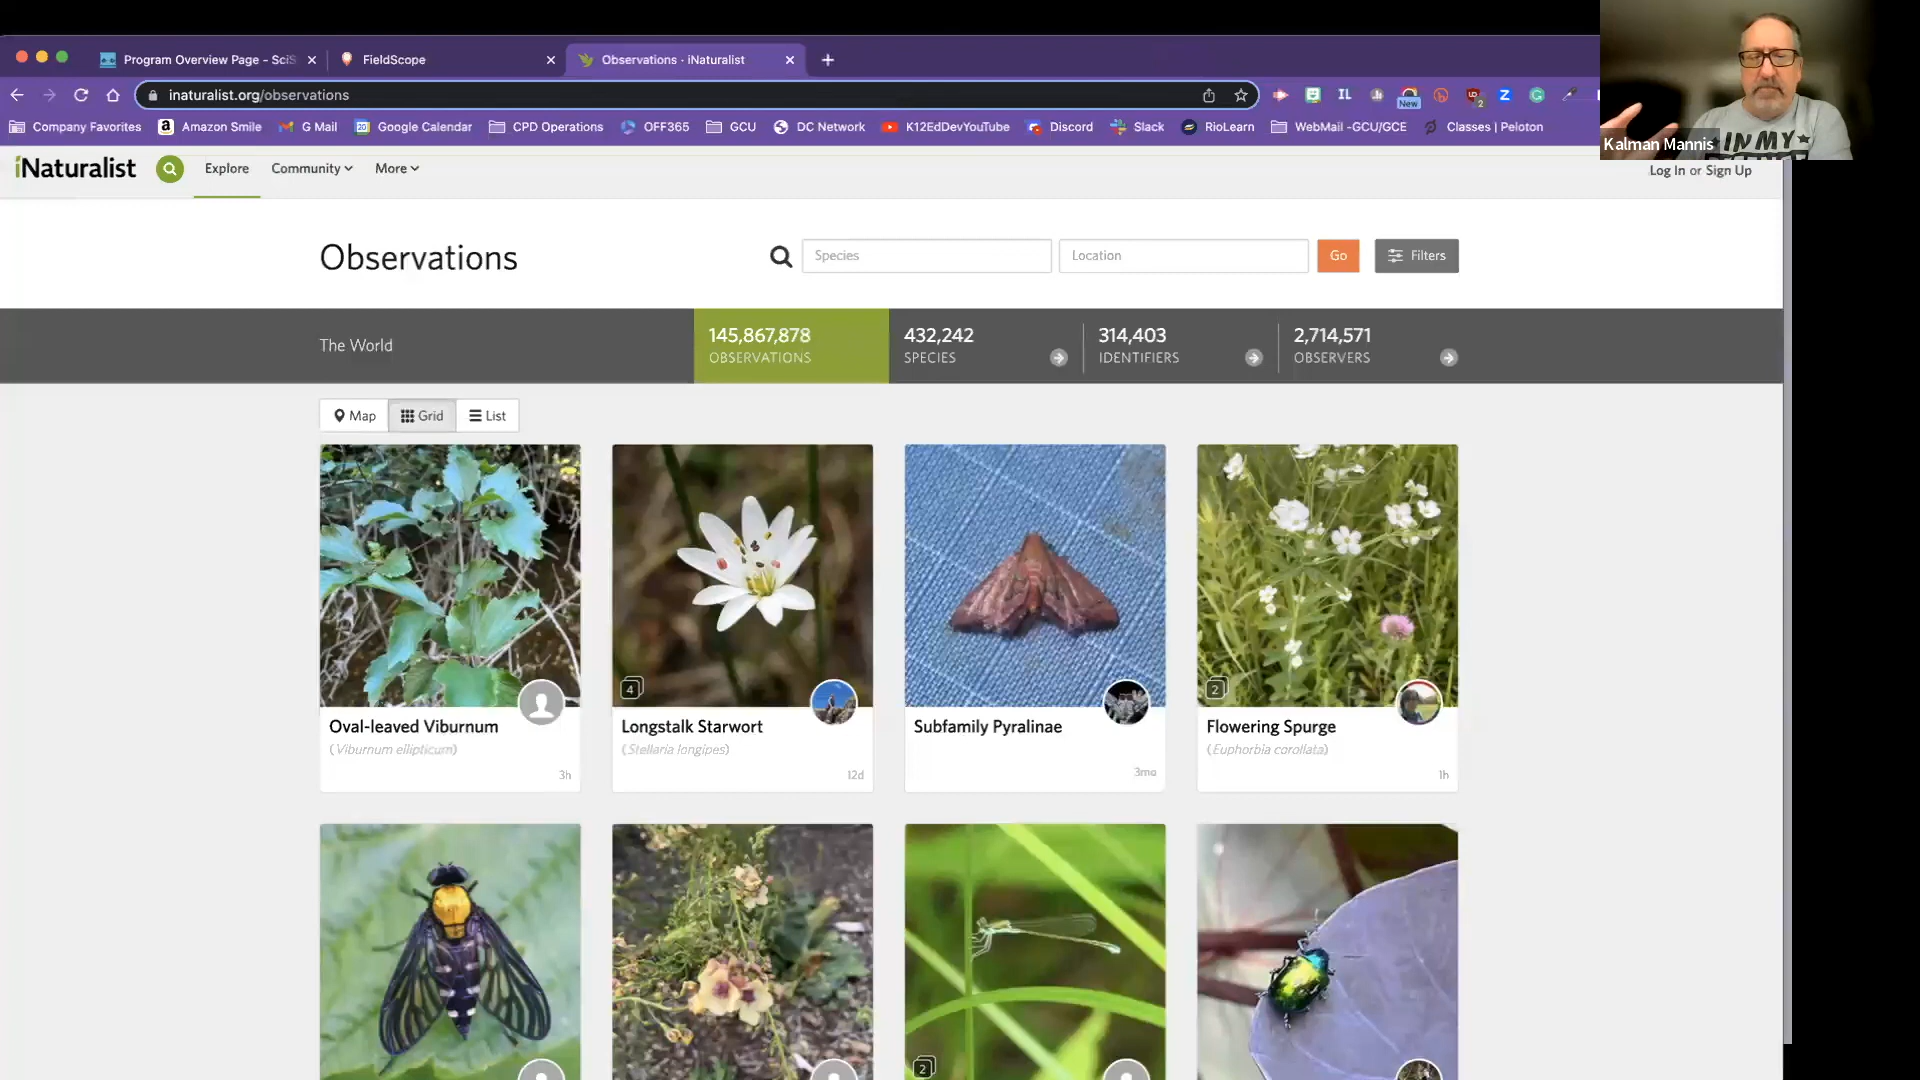 Program Overview Page - SciS
FieldScope
Observations · iNaturalist
inaturalist.org/observations
New
2
Company Favorites
Amazon Smile
G Mail
Google Calendar
CPD Operations
OFF365
GCU
DC Network
K12EdDevYouTube
Discord
Slack
RioLearn
WebMail -GCU/GCE
Classes | Peloton
Kalman Mannis
IN MY
iNaturalist
Explore
Community
More
Log In or Sign Up
Observations
Species
Location
Go
Filters
The World
145,867,878
OBSERVATIONS
432,242
SPECIES
314,403
IDENTIFIERS
2,714,571
OBSERVERS
Map
Grid
List
4
2
Oval-leaved Viburnum
(Viburnum ellipticum)
3h
Longstalk Starwort
(Stellaria longipes)
12d
Subfamily Pyralinae
3mo
Flowering Spurge
(Euphorbia corollata)
1h
2